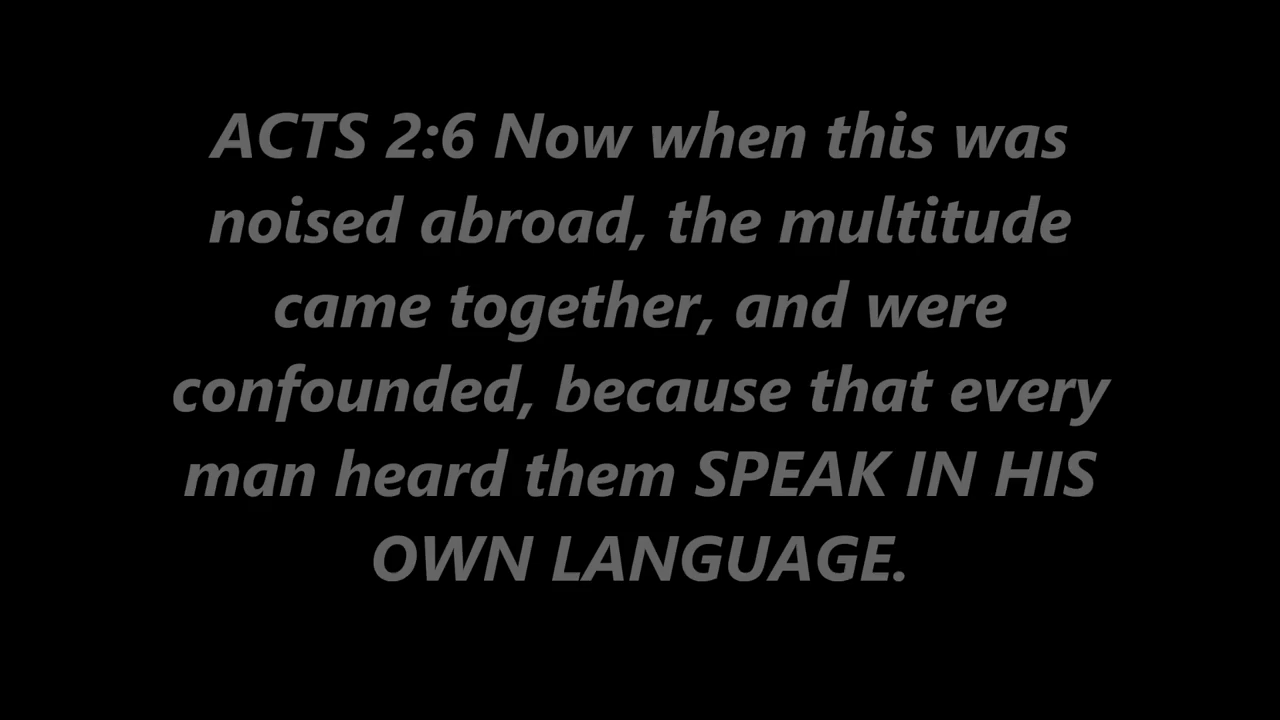 ACTS 2:6 Now when this was
noised abroad, the multitude
came together, and were
confounded, because that every
man heard them SPEAK IN HIS
OWN LANGUAGE.